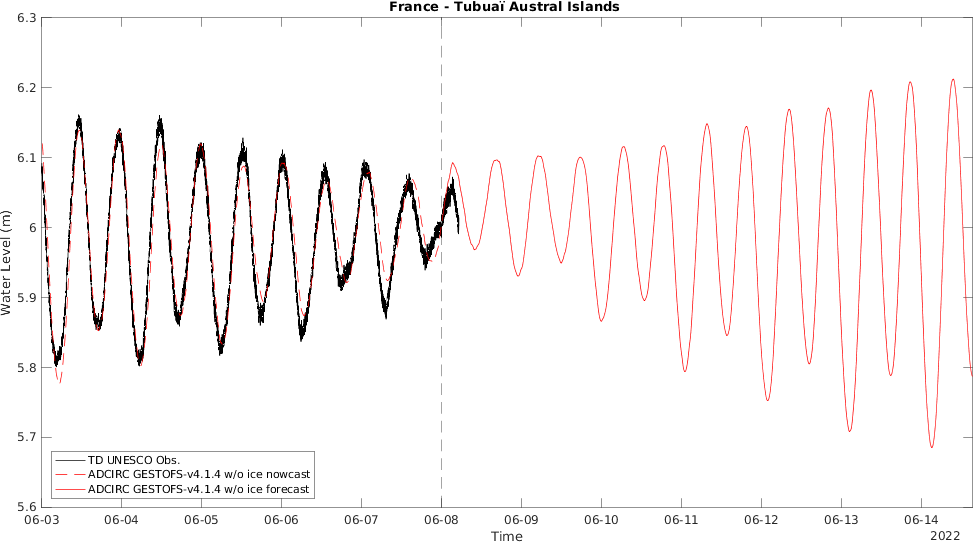 France - Tubuaï Austral Islands
6.3
6.2
6.1
6
5.9
5.8
5.7
5.6
Water Level (m)
TD UNESCO Obs.
ADCIRC GESTOFS-v4.1.4 w/o ice nowcast
ADCIRC GESTOFS-v4.1.4 w/o ice forecast
06-03 06-04 06-05 06-06 06-07 06-08 06-09 06-10 06-11 06-12 06-13 06-14
Time
2022